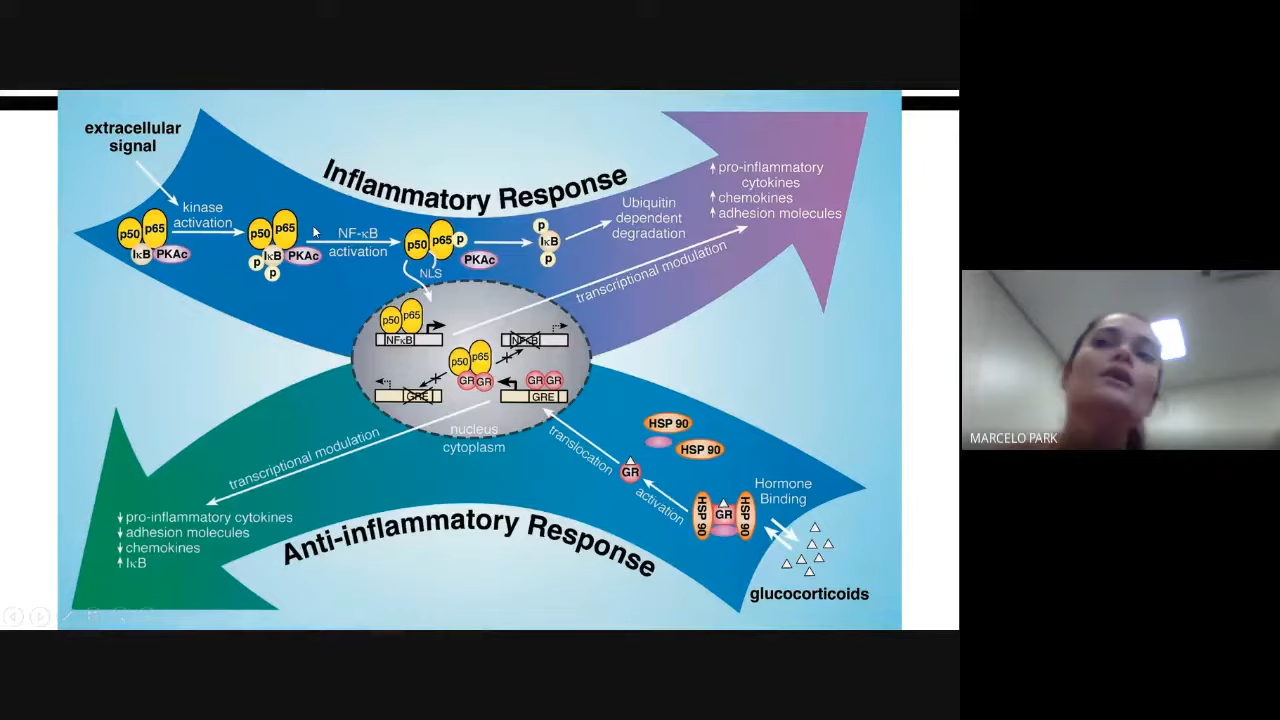 extracellular
signal
Inflammatory Response
kinase
activation
p50 p65
IκB PKAc
p50 p65
IκB PKAc
p
p
NF-κB
activation
p50 p65 p
PKAc
NLS
p
IκB
p
Ubiquitin
dependent
degradation
↑ pro-inflammatory
cytokines
↑ chemokines
↑ adhesion molecules
transcriptional modulation
p50 p65
NFκB
NFκB
p50 p65
GR GR
GR GR
GRE
GRE
nucleus
cytoplasm
transcriptional modulation
↓ pro-inflammatory cytokines
↓ adhesion molecules
↓ chemokines
↑ IκB
Anti-inflammatory Response
translocation
GR
activation
HSP 90
HSP 90
HSP 90
GR
HSP 90
Hormone
Binding
glucocorticoids
MARCELO PARK